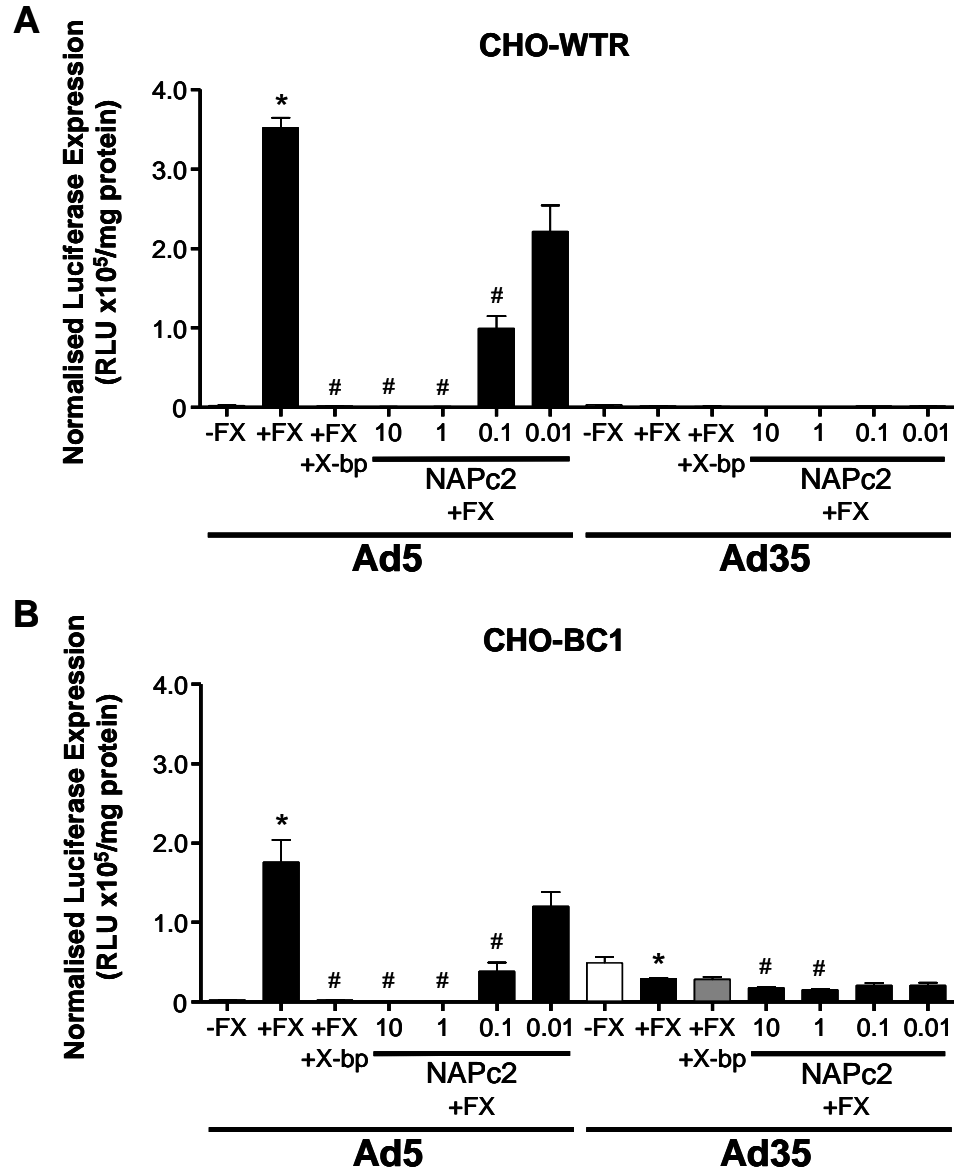 A
CHO-WTR
Normalised Luciferase Expression
(RLU x10⁵/mg protein)
4.0
*
3.0
2.0
1.0
0
# # # #
-FX +FX +FX 10 1 0.1 0.01 -FX +FX +FX 10 1 0.1 0.01
+X-bp +X-bp
NAPc2 NAPc2
+FX +FX
Ad5 Ad35
B
CHO-BC1
Normalised Luciferase Expression
(RLU x10⁵/mg protein)
4.0
3.0
2.0
1.0
0
* # # # # * # #
-FX +FX +FX 10 1 0.1 0.01 -FX +FX +FX 10 1 0.1 0.01
+X-bp +X-bp
NAPc2 NAPc2
+FX +FX
Ad5 Ad35